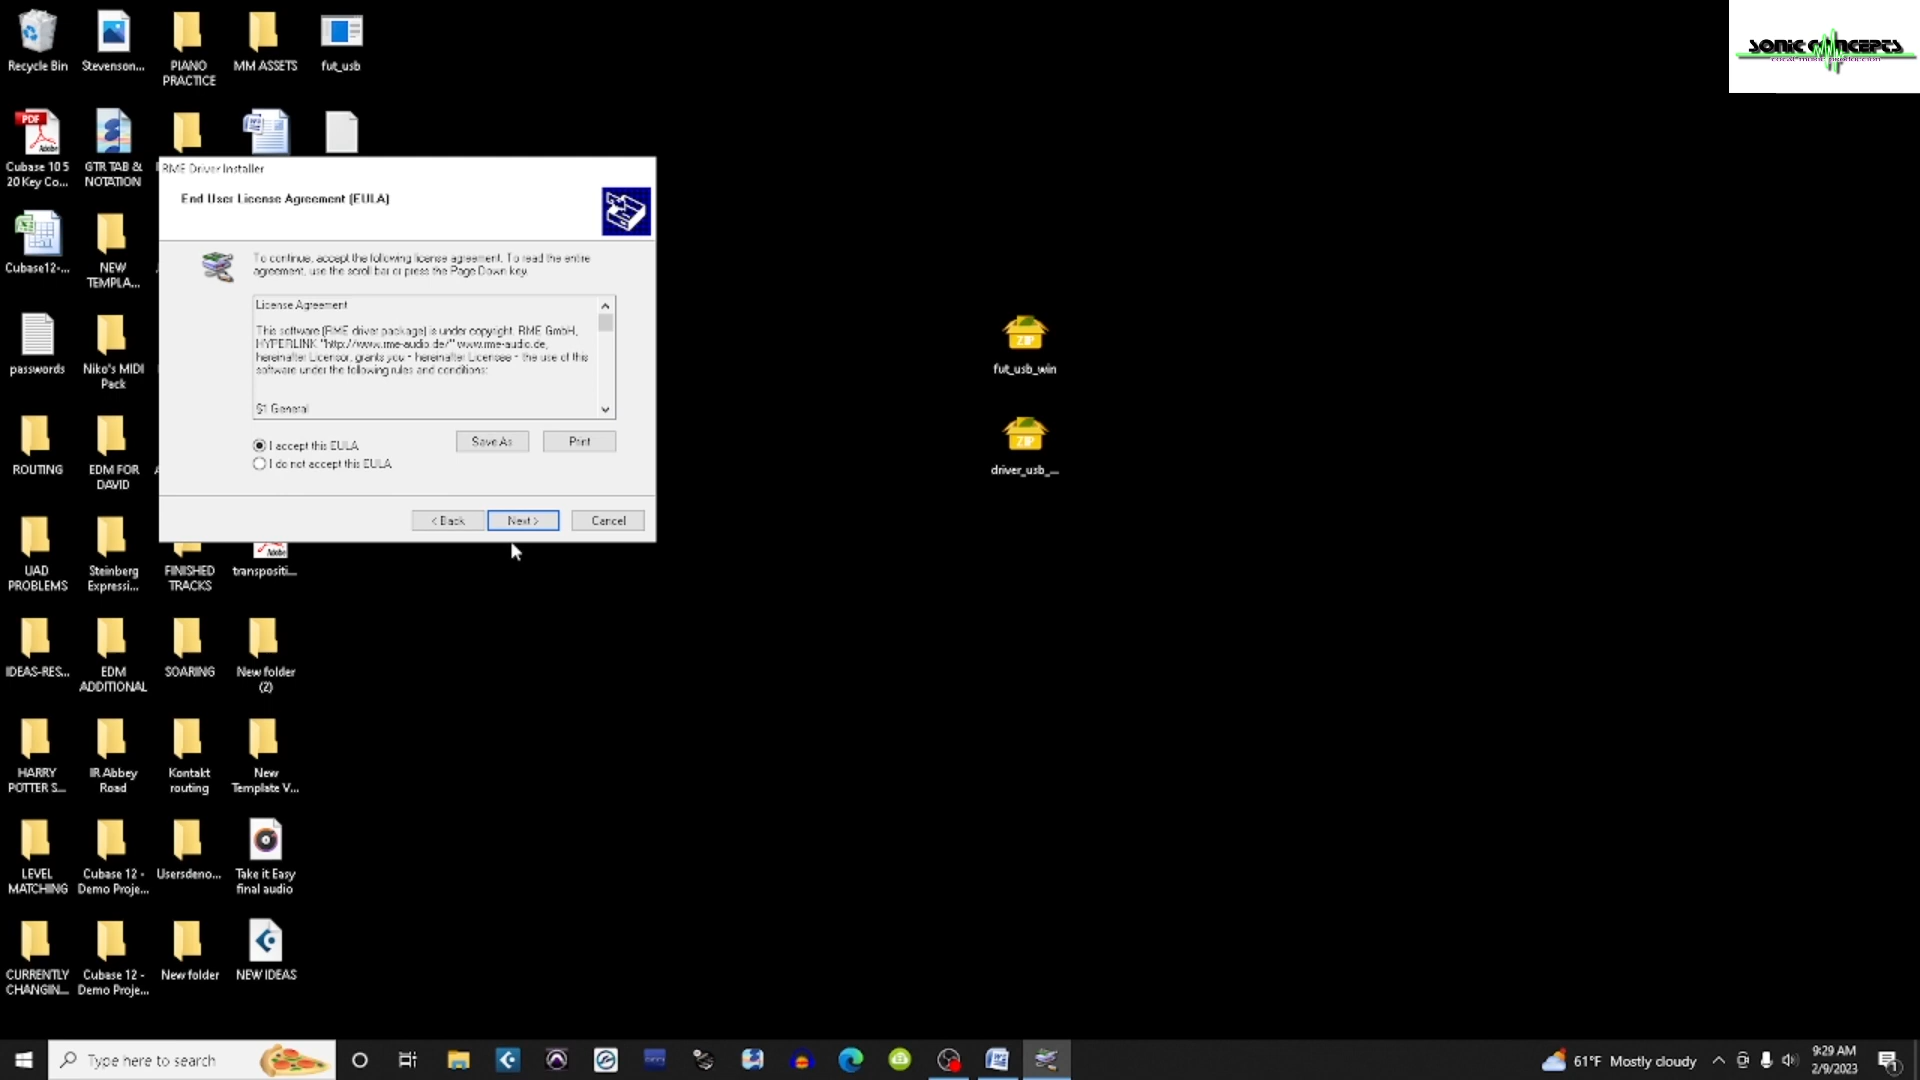 Recycle Bin
Stevenson...
PIANO
PRACTICE
MM ASSETS
fut_usb
SONIC CONCEPTS
PDF
Adobe
Cubase 10 5
20 Key Co...
GTR TAB &
NOTATION
RME Driver Installer
End User License Agreement (EULA)
To continue, accept the following license agreement. To read the entire
agreement, use the scroll bar or press the Page Down key.
License Agreement
This software (RME driver package) is under copyright. RME GmbH,
HYPERLINK "http://www.rme-audio.de/" www.rme-audio.de,
hereinafter Licensor, grants you - hereinafter Licensee - the use of this
software under the following rules and conditions:
§1 General
I accept this EULA
I do not accept this EULA
Save As
Print
< Back
Next >
Cancel
Cubase12-...
NEW
TEMPLA...
passwords
Niko's MIDI
Pack
ROUTING
EDM FOR
DAVID
ZIP
fut_usb_win
ZIP
driver_usb_...
UAD
PROBLEMS
Steinberg
Expressi...
FINISHED
TRACKS
Adobe
transpositi...
IDEAS-RES...
EDM
ADDITIONAL
SOARING
New folder
(2)
HARRY
POTTER S...
IR Abbey
Road
Kontakt
routing
New
Template V...
LEVEL
MATCHING
Cubase 12 -
Demo Proje...
Usersdeno...
Take it Easy
final audio
CURRENTLY
CHANGIN...
Cubase 12 -
Demo Proje...
New folder
NEW IDEAS
Type here to search
61°F Mostly cloudy
9:29 AM
2/9/2023
1